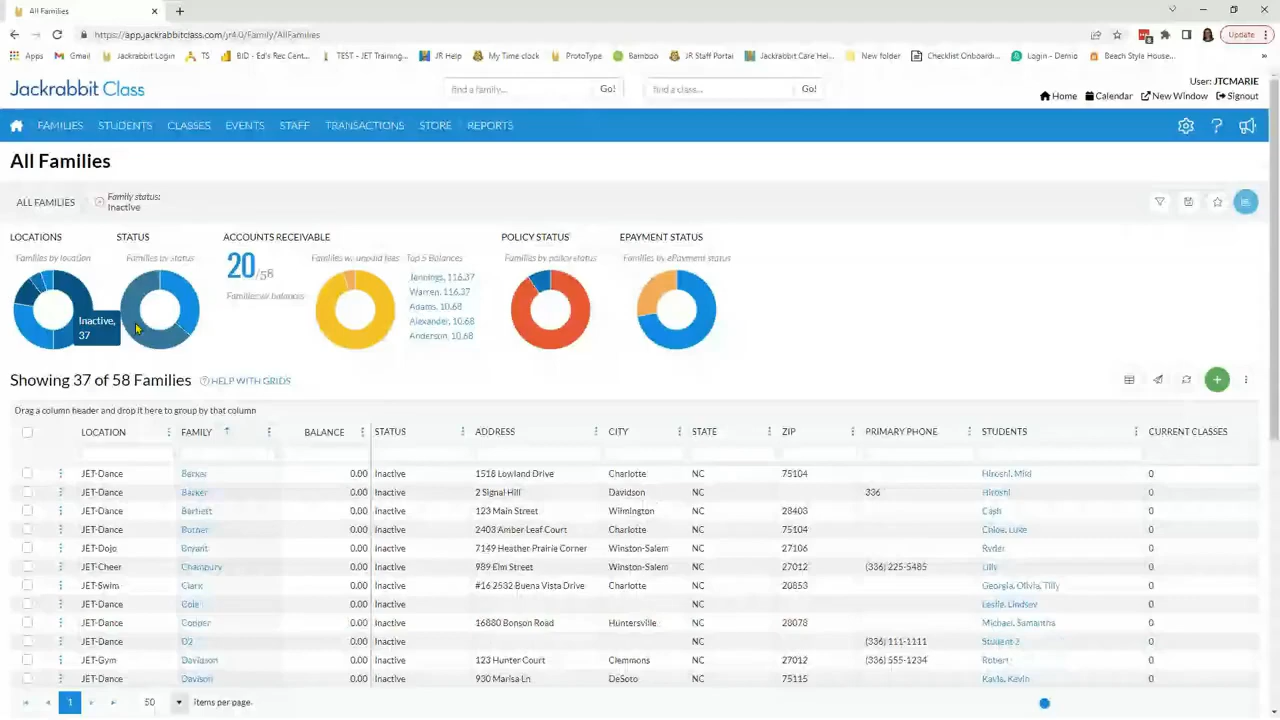 All Families
https://app.jackrabbitclass.com/jr4.0/Family/AllFamilies
Update
Apps Gmail Jackrabbit Login TS BID - Ed's Rec Cent... TEST - JET Training... JR Help My Time clock ProtoType Bamboo JR Staff Portal Jackrabbit Care Hel... New folder Checklist Onboardi... Login - Demio Beach Style House...
Jackrabbit Class
find a family... Go! find a class... Go!
User: JTCMARIE
Home Calendar New Window Signout
FAMILIES STUDENTS CLASSES EVENTS STAFF TRANSACTIONS STORE REPORTS
All Families
ALL FAMILIES Family status: Inactive
LOCATIONS STATUS ACCOUNTS RECEIVABLE POLICY STATUS EPAYMENT STATUS
Families by location Families by status Families w/ unpaid fees Top 5 Balances Families by policy status Families by ePayment status
20/58
Families w/ balances
Jennings, 116.37
Warren, 116.37
Adams, 10.68
Alexander, 10.68
Anderson, 10.68
Inactive, 37
Showing 37 of 58 Families HELP WITH GRIDS
Drag a column header and drop it here to group by that column
LOCATION FAMILY BALANCE STATUS ADDRESS CITY STATE ZIP PRIMARY PHONE STUDENTS CURRENT CLASSES
JET-Dance 0.00 Inactive 1518 Lowland Drive Charlotte NC 75104 Hiroshi, Miki 0
JET-Dance Barker 0.00 Inactive 2 Signal Hill Davidson NC 336 Hiroshi 0
JET-Dance Barnett 0.00 Inactive 123 Main Street Wilmington NC 28403 Cash 0
JET-Dance 0.00 Inactive 2403 Amber Leaf Court Charlotte NC 75104 Chloe, Luke 0
JET-Dojo Bryant 0.00 Inactive 7149 Heather Prairie Corner Winston-Salem NC 27106 Ryder 0
JET-Cheer Champury 0.00 Inactive 989 Elm Street Winston-Salem NC 27012 (336) 225-5485 Lilly 0
JET-Swim Clark 0.00 Inactive #16 2532 Buena Vista Drive Charlotte NC 20853 Georgia, Olivia, Tilly 0
JET-Dance Cole 0.00 Inactive NC Leslie, Lindsey 0
JET-Dance Cooper 0.00 Inactive 16880 Bonson Road Huntersville NC 28078 Michael, Samantha 0
JET-Dance D2 0.00 Inactive NC (336) 111-1111 Student 2 0
JET-Gym Davidson 0.00 Inactive 123 Hunter Court Clemmons NC 27012 (336) 555-1234 Robert 0
JET-Dance Davison 0.00 Inactive 930 Marisa Ln DeSoto NC 75115 Kayla, Kevin 0
1 50 items per page